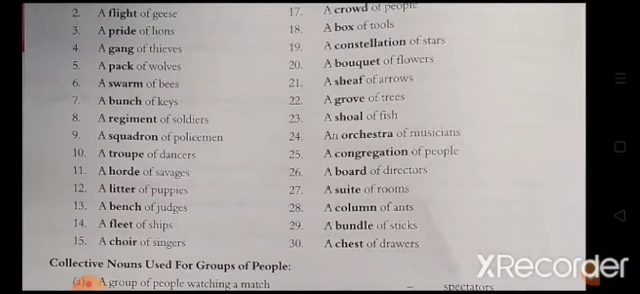 2. A flight of geese
3. A pride of lions
4. A gang of thieves
5. A pack of wolves
6. A swarm of bees
7. A bunch of keys
8. A regiment of soldiers
9. A squadron of policemen
10. A troupe of dancers
11. A horde of savages
12. A litter of puppies
13. A bench of judges
14. A fleet of ships
15. A choir of singers
17. A crowd of people
18. A box of tools
19. A constellation of stars
20. A bouquet of flowers
21. A sheaf of arrows
22. A grove of trees
23. A shoal of fish
24. An orchestra of musicians
25. A congregation of people
26. A board of directors
27. A suite of rooms
28. A column of ants
29. A bundle of sticks
30. A chest of drawers
Collective Nouns Used For Groups of People:
A group of people watching a match – spectators
XRecorder